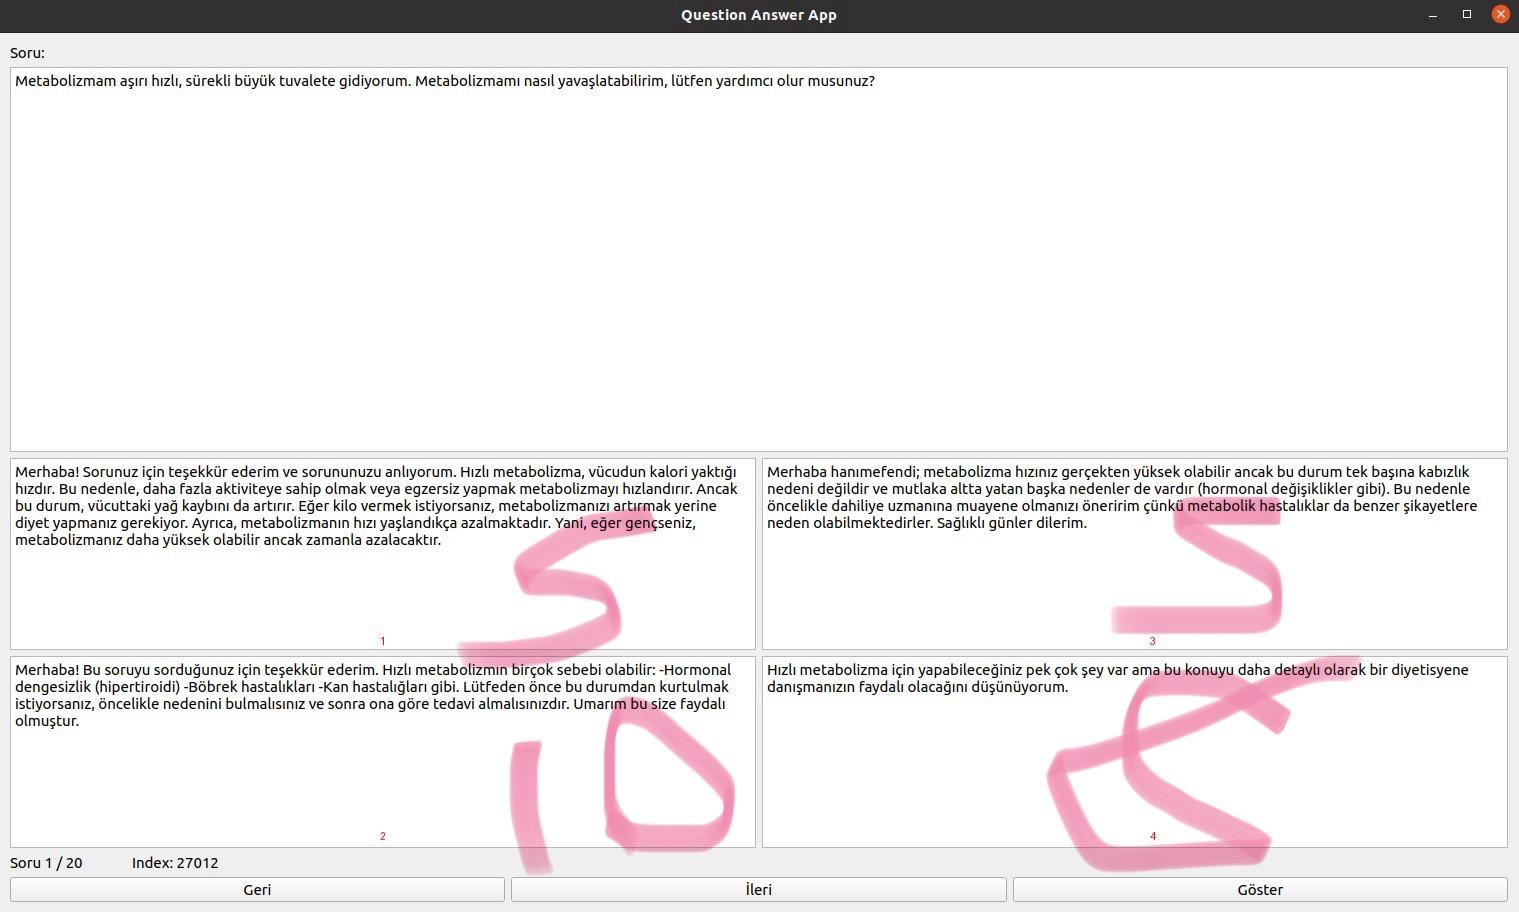 Question Answer App
Soru:
Metabolizmam aşırı hızlı, sürekli büyük tuvalete gidiyorum. Metabolizmamı nasıl yavaşlatabilirim, lütfen yardımcı olur musunuz?
Merhaba! Sorunuz için teşekkür ederim ve sorununuzu anlıyorum. Hızlı metabolizma, vücudun kalori yaktığı
hızdır. Bu nedenle, daha fazla aktiviteye sahip olmak veya egzersiz yapmak metabolizmayı hızlandırır. Ancak
bu durum, vücuttaki yağ kaybını da artırır. Eğer kilo vermek istiyorsanız, metabolizmanızı artırmak yerine
diyet yapmanız gerekiyor. Ayrıca, metabolizmanın hızı yaşlandıkça azalmaktadır. Yani, eğer gençseniz,
metabolizmanız daha yüksek olabilir ancak zamanla azalacaktır.
5
1
Merhaba hanımefendi; metabolizma hızınız gerçekten yüksek olabilir ancak bu durum tek başına kabızlık
nedeni değildir ve mutlaka altta yatan başka nedenler de vardır (hormonal değişiklikler gibi). Bu nedenle
öncelikle dahiliye uzmanına muayene olmanızı öneririm çünkü metabolik hastalıklar da benzer şikayetlere
neden olabilmektedirler. Sağlıklı günler dilerim.
5
3
Merhaba! Bu soruyu sorduğunuz için teşekkür ederim. Hızlı metabolizmin birçok sebebi olabilir: -Hormonal
dengesizlik (hipertiroidi) -Böbrek hastalıkları -Kan hastalığları gibi. Lütfeden önce bu durumdan kurtulmak
istiyorsanız, öncelikle nedenini bulmalısınız ve sonra ona göre tedavi almalısınızdır. Umarım bu size faydalı
olmuştur.
10
2
Hızlı metabolizma için yapabileceğiniz pek çok şey var ama bu konuyu daha detaylı olarak bir diyetisyene
danışmanızın faydalı olacağını düşünüyorum.
4
Soru 1 / 20 Index: 27012
Geri İleri Göster